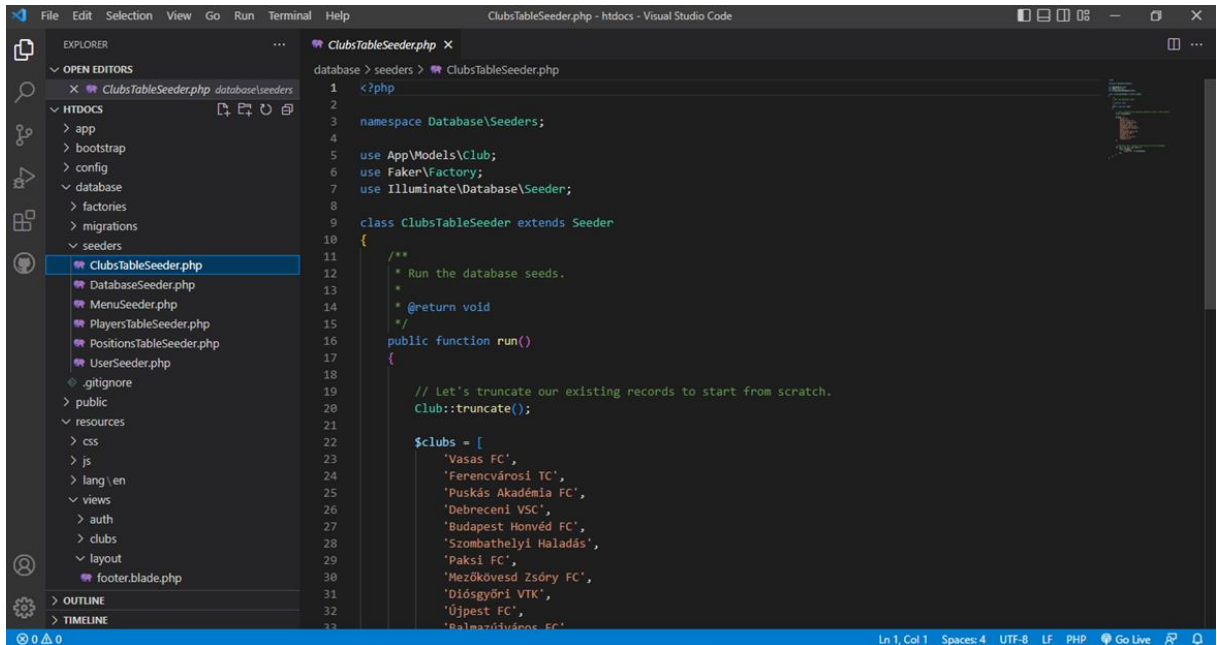 File Edit Selection View Go Run Terminal Help
ClubsTableSeeder.php - htdocs - Visual Studio Code
EXPLORER
OPEN EDITORS
ClubsTableSeeder.php database\seeders
HTDOCS
app
bootstrap
config
database
factories
migrations
seeders
ClubsTableSeeder.php
DatabaseSeeder.php
MenuSeeder.php
PlayersTableSeeder.php
PositionsTableSeeder.php
UserSeeder.php
.gitignore
public
resources
css
js
lang\en
views
auth
clubs
layout
footer.blade.php
OUTLINE
TIMELINE
ClubsTableSeeder.php
database > seeders > ClubsTableSeeder.php
1 <?php
2
3 namespace Database\Seeders;
4
5 use App\Models\Club;
6 use Faker\Factory;
7 use Illuminate\Database\Seeder;
8
9 class ClubsTableSeeder extends Seeder
10 {
11 /**
12 * Run the database seeds.
13 *
14 * @return void
15 */
16 public function run()
17 {
18
19 // Let's truncate our existing records to start from scratch.
20 Club::truncate();
21
22 $clubs = [
23 'Vasas FC',
24 'Ferencvárosi TC',
25 'Puskás Akadémia FC',
26 'Debreceni VSC',
27 'Budapest Honvéd FC',
28 'Szombathelyi Haladás',
29 'Paksi FC',
30 'Mezőkövesd Zsóry FC',
31 'Diósgyőri VTK',
32 'Újpest FC',
33 'Balmazújváros FC'
0 0
Ln 1, Col 1 Spaces: 4 UTF-8 LF PHP Go Live